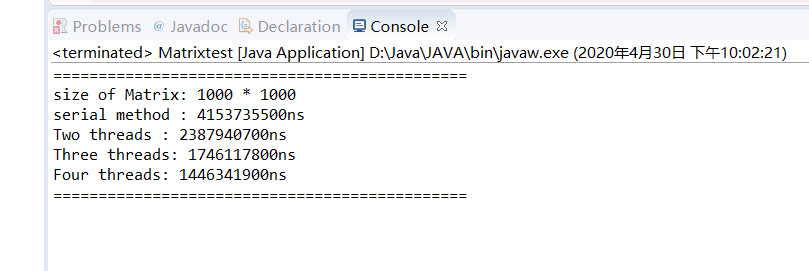 Problems @ Javadoc Declaration Console
<terminated> Matrixtest [Java Application] D:\Java\JAVA\bin\javaw.exe (2020年4月30日 下午10:02:21)
==============================================
size of Matrix: 1000 * 1000
serial method : 4153735500ns
Two threads : 2387940700ns
Three threads: 1746117800ns
Four threads: 1446341900ns
==============================================